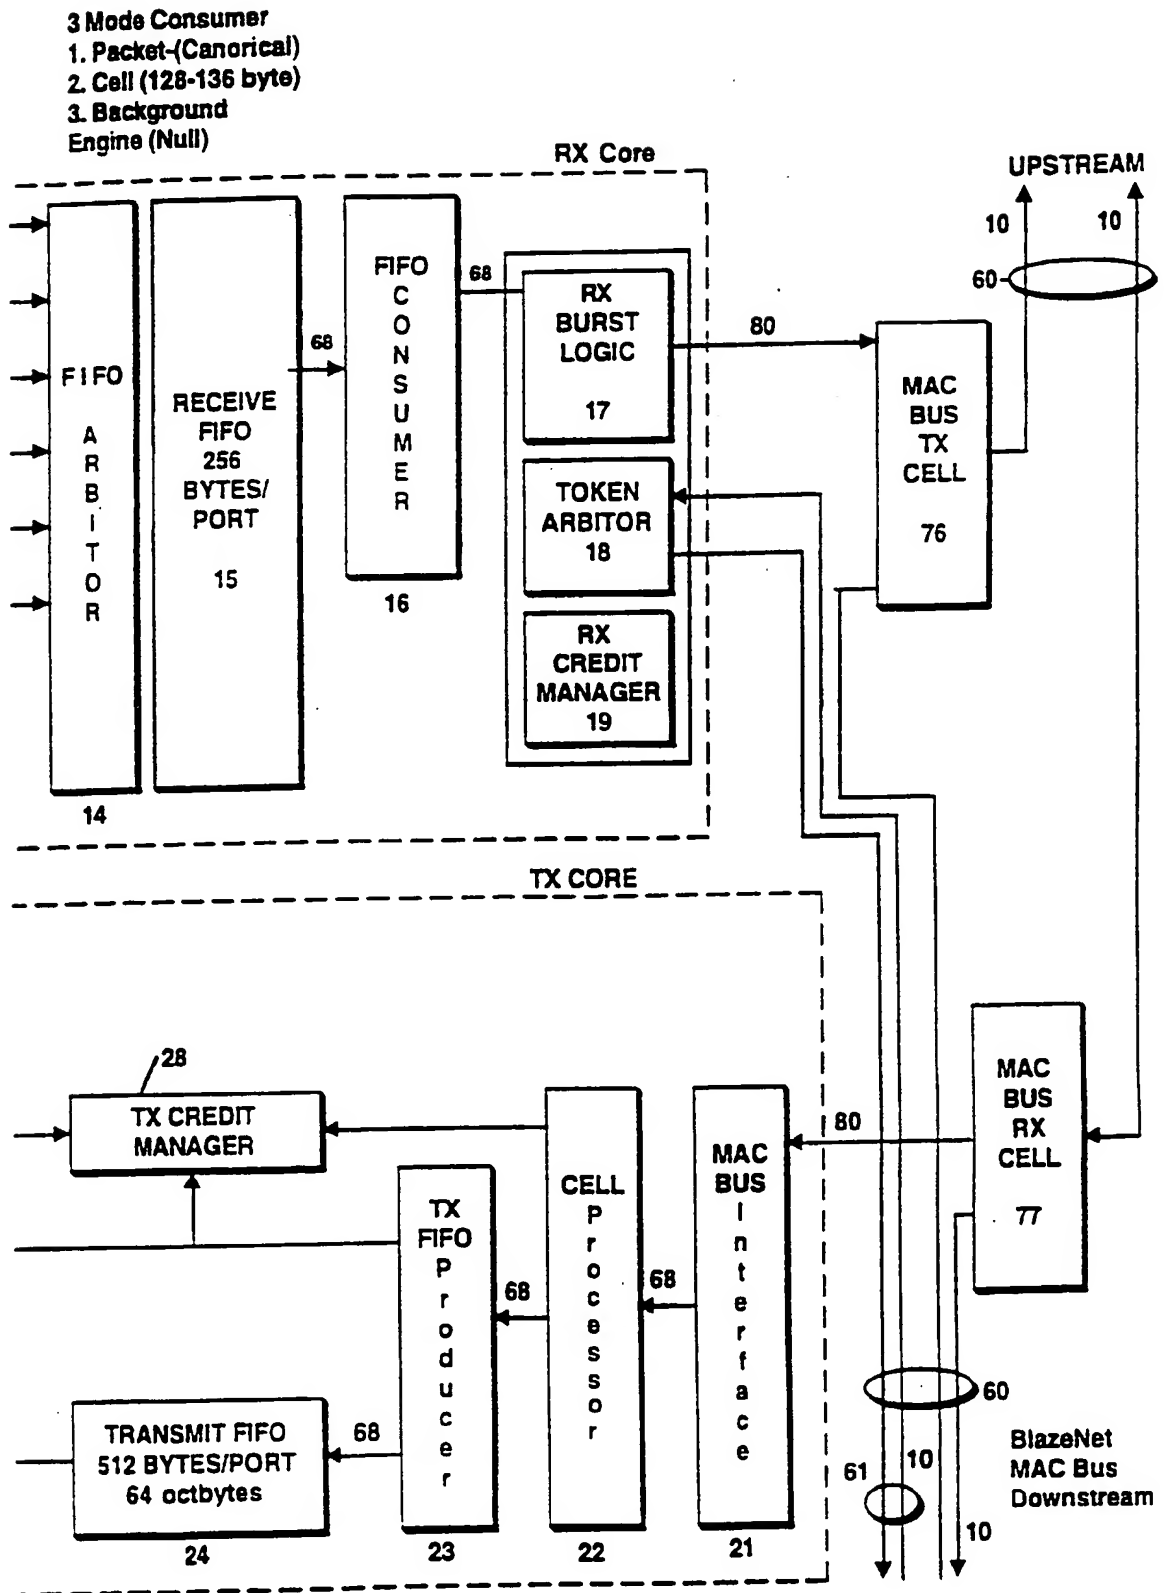 3 Mode Consumer
1. Packet-(Canorical)
2. Cell (128-136 byte)
3. Background
Engine (Null)
RX Core
UPSTREAM
10
10
60
FIFO
ARBITOR
14
RECEIVE
FIFO
256
BYTES/
PORT
15
68
FIFO
CONSUMER
16
68
RX
BURST
LOGIC
17
TOKEN
ARBITOR
18
RX
CREDIT
MANAGER
19
80
MAC
BUS
TX
CELL
76
TX CORE
28
TX CREDIT
MANAGER
TX
FIFO
Producer
23
68
CELL
Processor
22
68
MAC
BUS
Interface
21
80
MAC
BUS
RX
CELL
77
TRANSMIT FIFO
512 BYTES/PORT
64 octbytes
24
68
60
61
10
10
BlazeNet
MAC Bus
Downstream